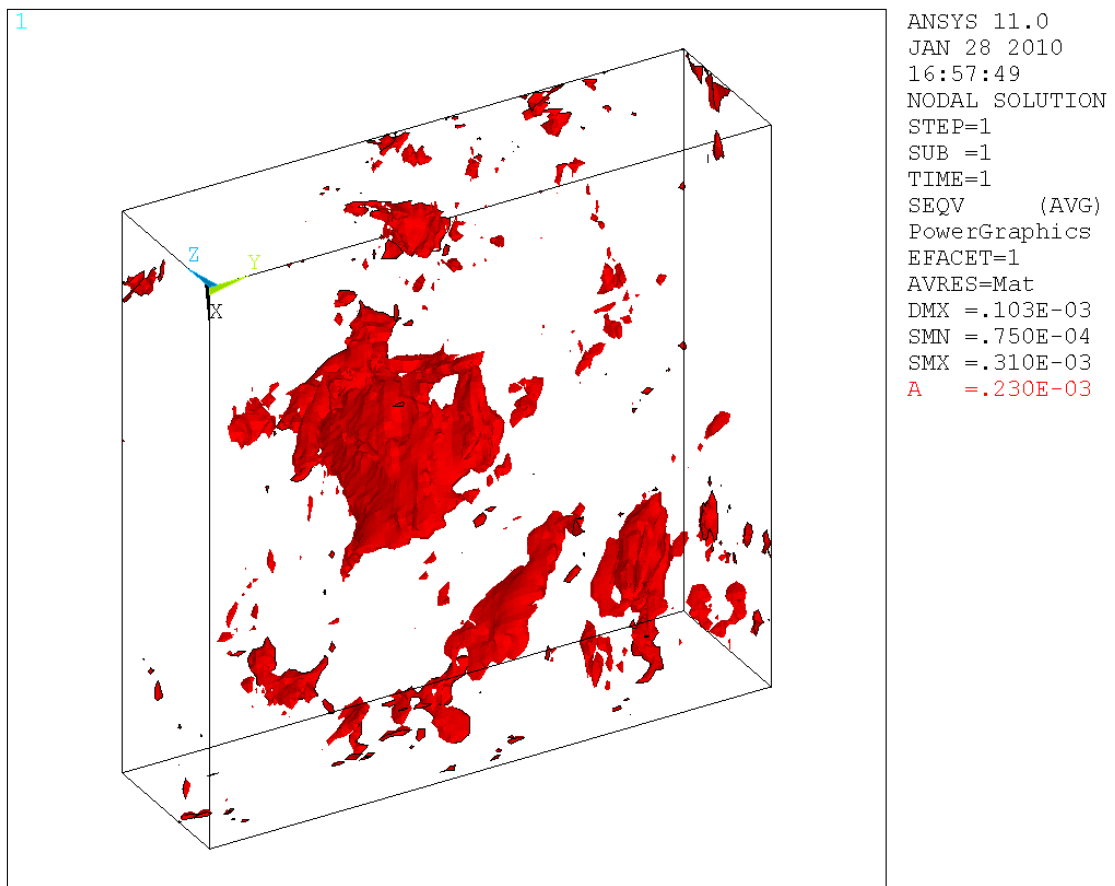 1
ANSYS 11.0
JAN 28 2010
16:57:49
NODAL SOLUTION
STEP=1
SUB =1
TIME=1
SEQV     (AVG)
PowerGraphics
EFACET=1
AVRES=Mat
DMX =.103E-03
SMN =.750E-04
SMX =.310E-03
A   =.230E-03
Z
Y
X